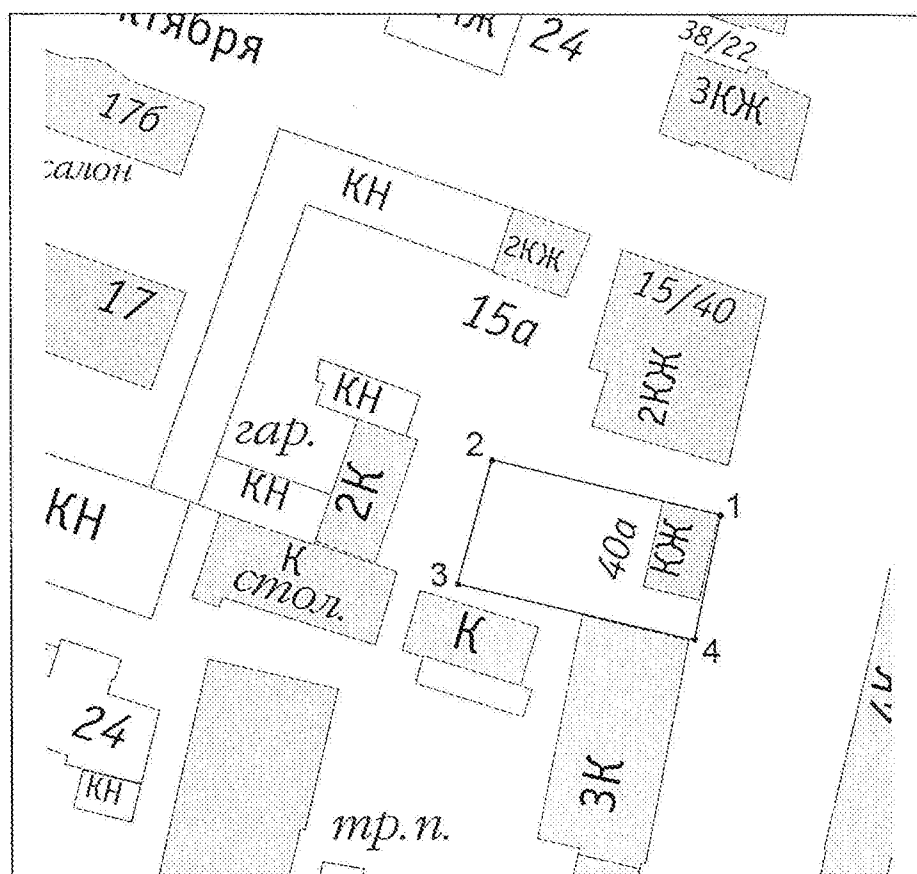 ктября
24
38/22
3КЖ
17б
салон
КН
2КЖ
15/40
17
15а
2КЖ
КН
гар.
КН
2К
КН
2
1
40а
КЖ
К
стол.
3
К
4
24
КН
3К
тр.п.